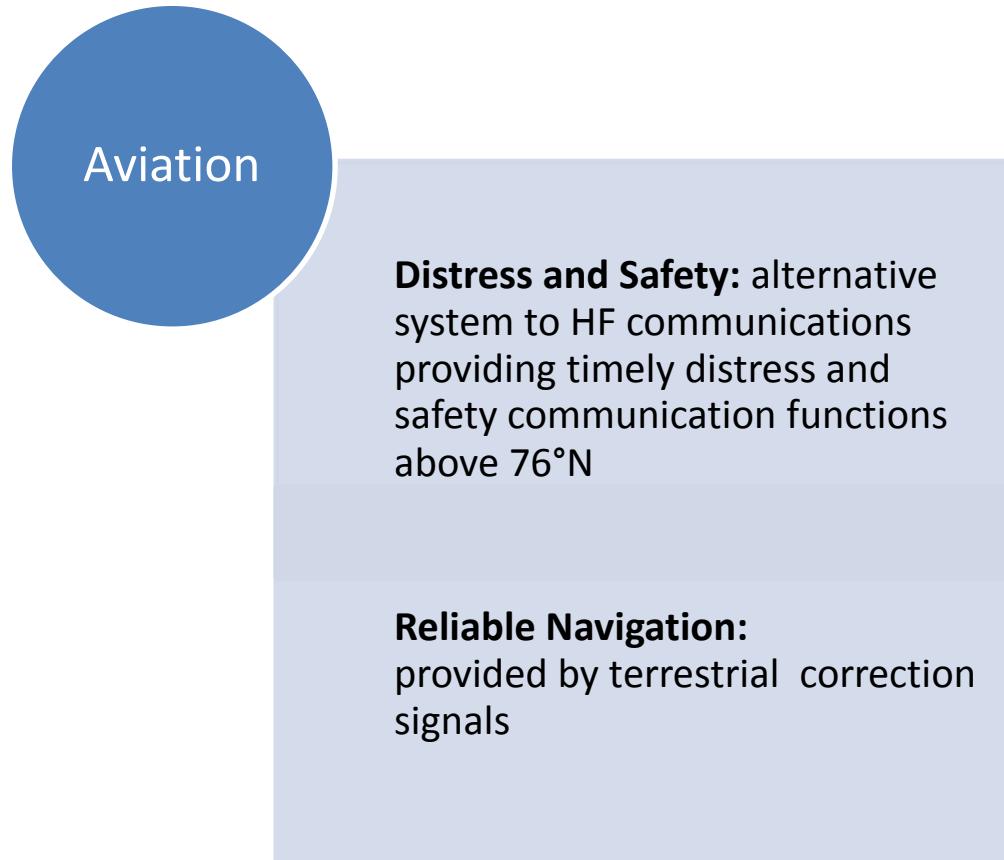 Aviation
Distress and Safety: alternative
system to HF communications
providing timely distress and
safety communication functions
above 76°N
Reliable Navigation:
provided by terrestrial  correction
signals